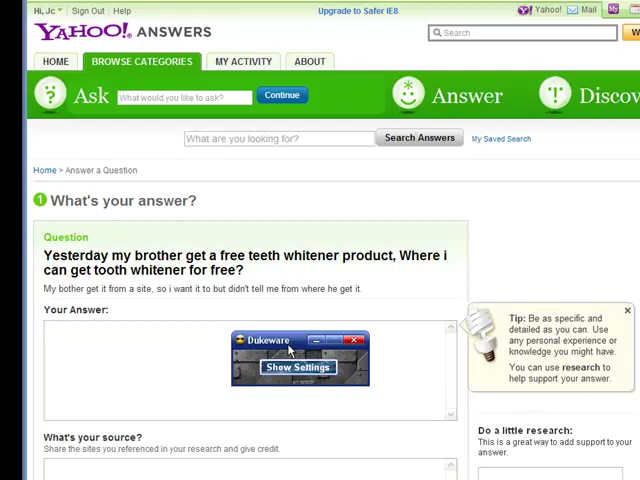 Hi, Jc Sign Out Help Upgrade to Safer IE8 Y! Yahoo! Mail My
YAHOO! ANSWERS Search W
HOME BROWSE CATEGORIES MY ACTIVITY ABOUT
Ask What would you like to ask? Continue Answer Discov
What are you looking for? Search Answers My Saved Search
Home > Answer a Question
1 What's your answer?
Question
Yesterday my brother get a free teeth whitener product, Where i
can get tooth whitener for free?
My bother get it from a site, so i want it to but didn't tell me from where he get it.
Your Answer:
Tip: Be as specific and
detailed as you can. Use
any personal experience or
knowledge you might have.
You can use research to
help support your answer.
Dukeware
Show Settings
What's your source?
Share the sites you referenced in your research and give credit.
Do a little research:
This is a great way to add support to your
answer.